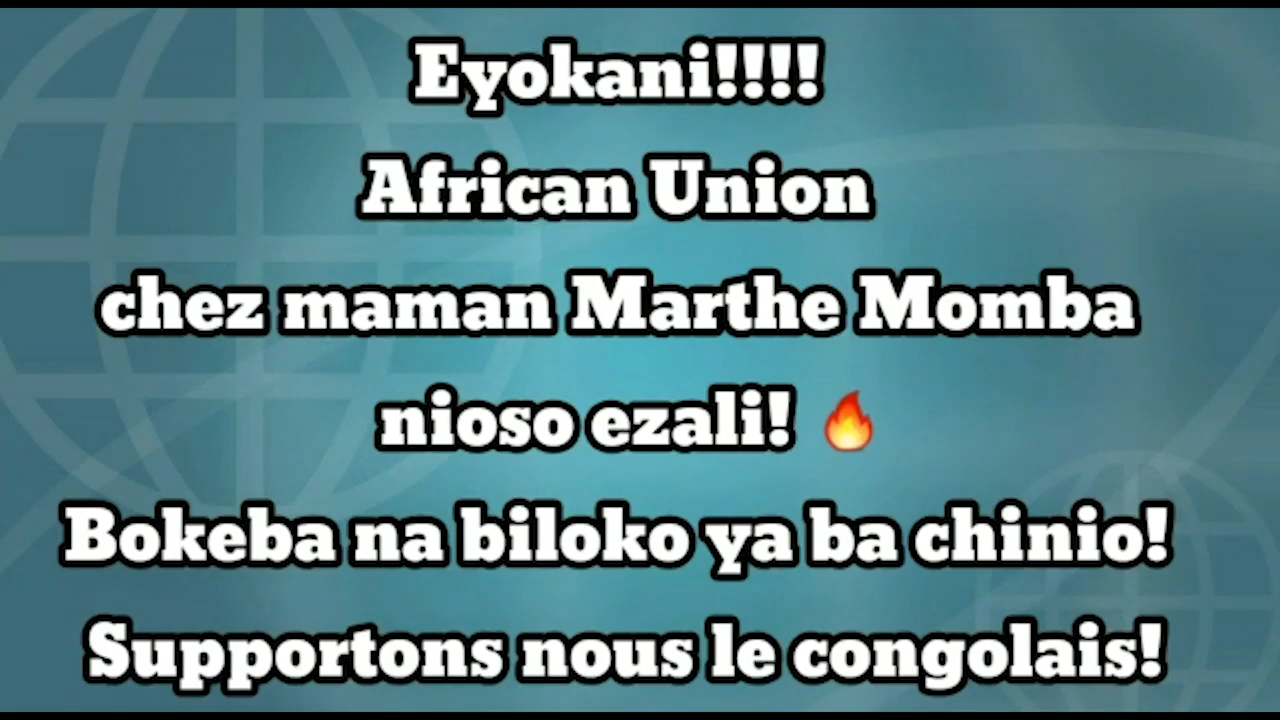 Eyokani!!!!
African Union
chez maman Marthe Momba
nioso ezali! 🔥
Bokeba na biloko ya ba chinio!
Supportons nous le congolais!